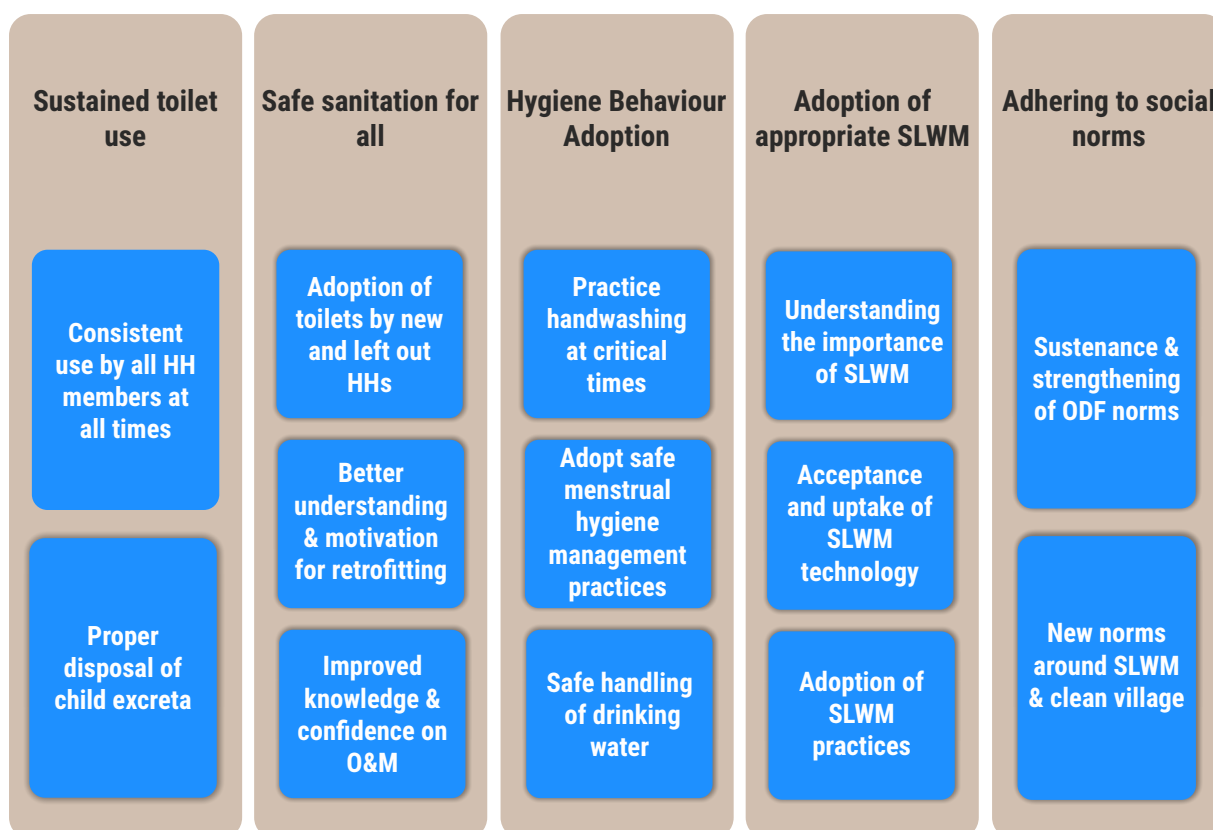 Sustained toilet
use
Consistent
use by all HH
members at
all times
Proper
disposal of
child excreta
Safe sanitation for
all
Adoption of
toilets by new
and left out
HHs
Better
understanding
& motivation
for retrofitting
Improved
knowledge &
confidence on
O&M
Hygiene Behaviour
Adoption
Practice
handwashing
at critical
times
Adopt safe
menstrual
hygiene
management
practices
Safe handling
of drinking
water
Adoption of
appropriate SLWM
Understanding
the importance
of SLWM
Acceptance
and uptake of
SLWM
technology
Adoption of
SLWM
practices
Adhering to social
norms
Sustenance &
strengthening
of ODF norms
New norms
around SLWM
& clean village